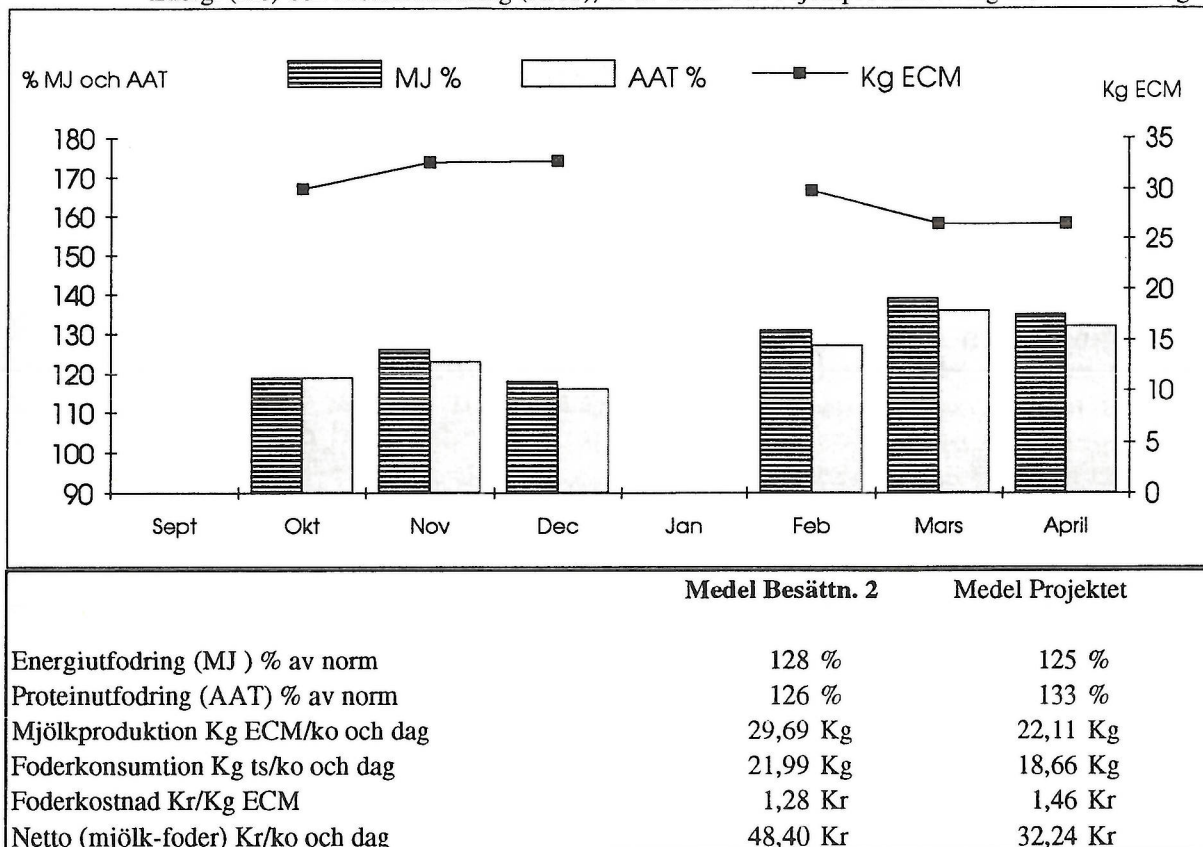 % MJ och AAT MJ % AAT % Kg ECM Kg ECM
180 35
170 30
160
150 25
140 20
130
120 15
110 10
100 5
90 0
Sept Okt Nov Dec Jan Feb Mars April
Medel Besättn. 2 Medel Projektet
Energiutfodring (MJ ) % av norm 128 % 125 %
Proteinutfodring (AAT) % av norm 126 % 133 %
Mjölkproduktion Kg ECM/ko och dag 29,69 Kg 22,11 Kg
Foderkonsumtion Kg ts/ko och dag 21,99 Kg 18,66 Kg
Foderkostnad Kr/Kg ECM 1,28 Kr 1,46 Kr
Netto (mjölk-foder) Kr/ko och dag 48,40 Kr 32,24 Kr